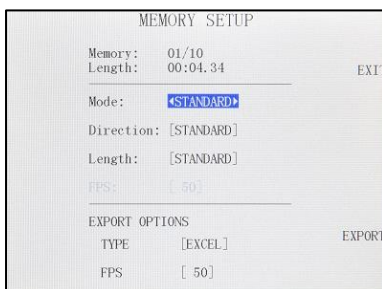 MEMORY SETUP
Memory: 01/10
Length: 00:04.34
EXIT
Mode: ◂STANDARD▸
Direction: [STANDARD]
Length: [STANDARD]
FPS: [ 50]
EXPORT OPTIONS
TYPE [EXCEL]
EXPORT
FPS [ 50]